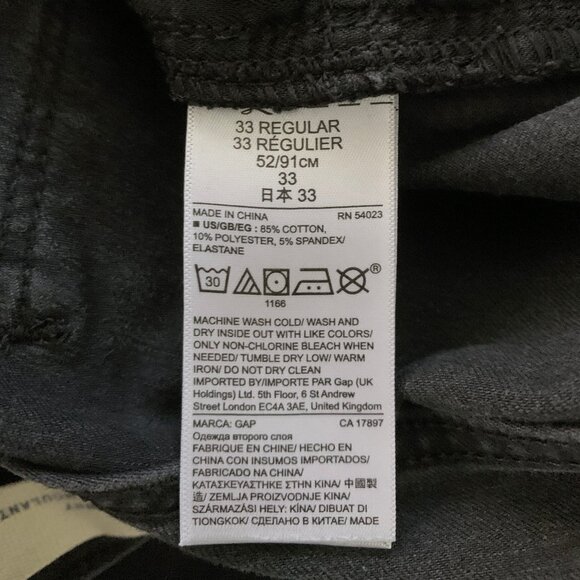 33 REGULAR
33 RÉGULIER
52/91CM
33
日本 33
MADE IN CHINA RN 54023
■ US/GB/EG : 85% COTTON,
10% POLYESTER, 5% SPANDEX/
ELASTANE
30
®
1166
MACHINE WASH COLD/ WASH AND
DRY INSIDE OUT WITH LIKE COLORS/
ONLY NON-CHLORINE BLEACH WHEN
NEEDED/ TUMBLE DRY LOW/ WARM
IRON/ DO NOT DRY CLEAN
IMPORTED BY/IMPORTE PAR Gap (UK
Holdings) Ltd. 5th Floor, 6 St Andrew
Street London EC4A 3AE, United Kingdom
MARCA: GAP CA 17897
Одежда второго слоя
FABRIQUE EN CHINE/ HECHO EN
CHINA CON INSUMOS IMPORTADOS/
FABRICADO NA CHINA/
ΚΑΤΑΣΚΕΥΑΣΤΗΚΕ ΣΤΗΝ ΚΙΝΑ/ 中國製
造/ ZEMLJA PROIZVODNJE KINA/
SZÁRMAZÁSI HELY: KÍNA/ DIBUAT DI
TIONGKOK/ СДЕЛАНО В КИТАЕ/ MADE